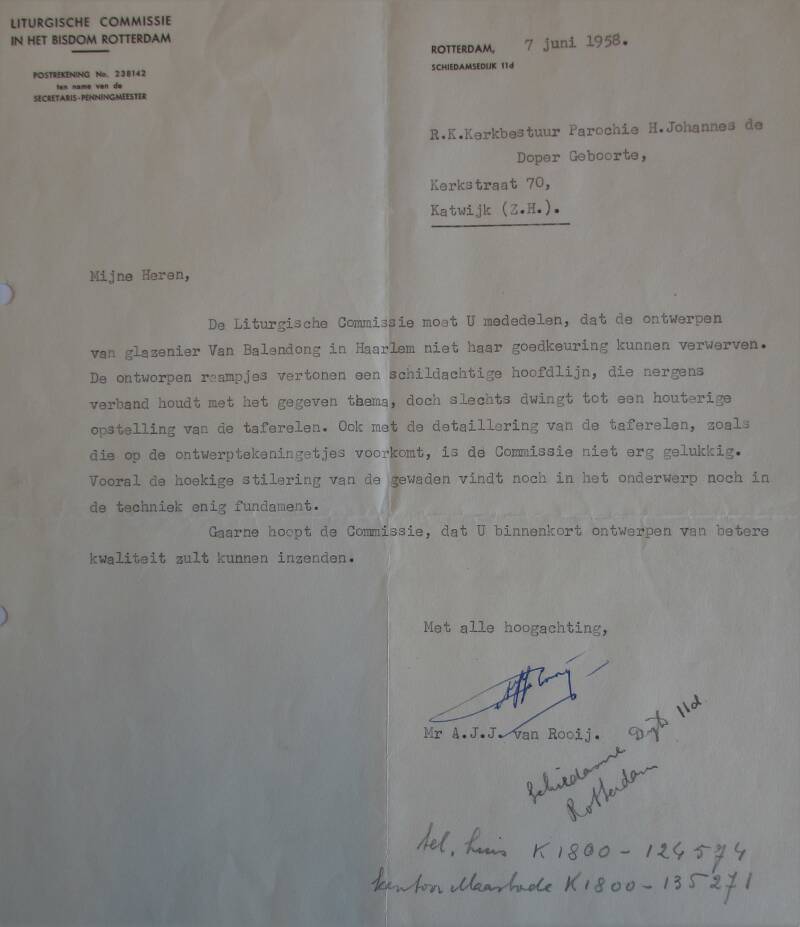 LITURGISCHE COMMISSIE
IN HET BISDOM ROTTERDAM
POSTREKENING No. 238142
ten name van de
SECRETARIS-PENNINGMEESTER
ROTTERDAM, 7 juni 1958.
SCHIEDAMSEDIJK 11d
R.K.Kerkbestuur Parochie H.Johannes de
Doper Geboorte,
Kerkstraat 70,
Katwijk (Z.H.).
Mijne Heren,
De Liturgische Commissie moet U mededelen, dat de ontwerpen
van glazenier Van Balendong in Haarlem niet haar goedkeuring kunnen verwerven.
De ontworpen raampjes vertonen een schildachtige hoofdlijn, die nergens
verband houdt met het gegeven thema, doch slechts dwingt tot een houterige
opstelling van de taferelen. Ook met de detaillering van de taferelen, zoals
die op de ontwerptekeningetjes voorkomt, is de Commissie niet erg gelukkig.
Vooral de hoekige stilering van de gewaden vindt noch in het onderwerp noch in
de techniek enig fundament.
Gaarne hoopt de Commissie, dat U binnenkort ontwerpen van betere
kwaliteit zult kunnen inzenden.
Met alle hoogachting,
Mr A.J.J. van Rooij.
Schiedamse Dijk 11d
Rotterdam
tel. huis K1800-124574
kantoor Maaskade K1800-135271